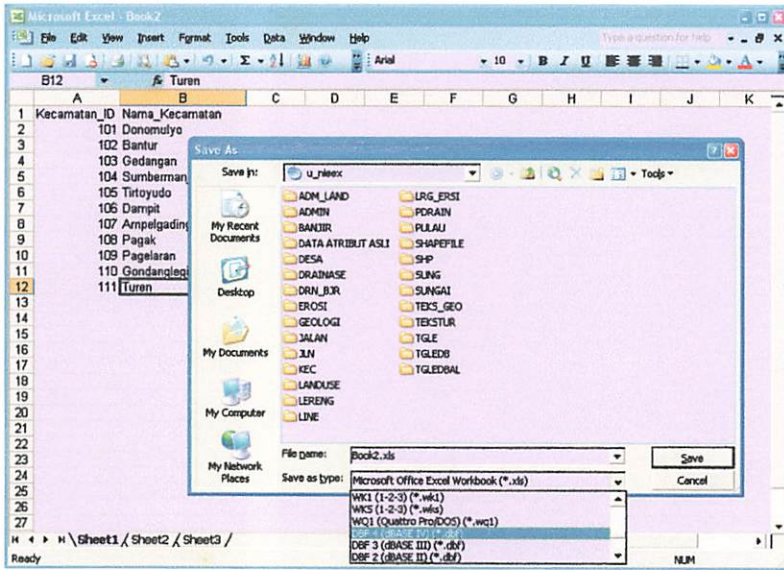 Microsoft Excel - Book2
File Edit View Insert Format Tools Data Window Help Type a question for help
Arial 10 B I U
B12 fx Turen
A B C D E F G H I J K
1 Kecamatan_ID Nama_Kecamatan
2 101 Donomulyo
3 102 Bantur
4 103 Gedangan
5 104 Sumberman
6 105 Tirtoyudo
7 106 Dampit
8 107 Ampelgading
9 108 Pagak
10 109 Pagelaran
11 110 Gondanglegi
12 111 Turen
13
14
15
16
17
18
19
20
21
22
23
24
25
26
27
Save As
Save in: u_nieex Tools
My Recent Documents
Desktop
My Documents
My Computer
My Network Places
ADM_LAND
ADMIN
BANJIR
DATA ATRIBUT ASLI
DESA
DRAINASE
DRN_BJR
EROSI
GEOLOGI
JALAN
JLN
KEC
LANDUSE
LERENG
LINE
LRG_ERSI
PDRAIN
PULAU
SHAPEFILE
SHP
SUNG
SUNGAI
TEKS_GEO
TEKSTUR
TGLE
TGLEDB
TGLEDBAL
File name: Book2.xls Save
Save as type: Microsoft Office Excel Workbook (*.xls) Cancel
WK1 (1-2-3) (*.wk1)
WKS (1-2-3) (*.wks)
WQ1 (Quattro Pro/DOS) (*.wq1)
DBF 4 (dBASE IV) (*.dbf)
DBF 3 (dBASE III) (*.dbf)
DBF 2 (dBASE II) (*.dbf)
Sheet1 Sheet2 Sheet3
Ready NUM